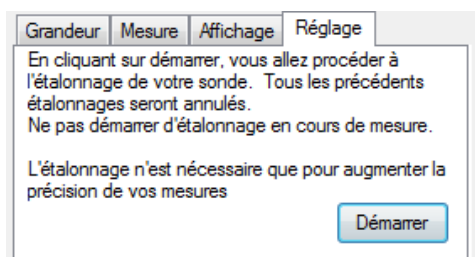 Grandeur Mesure Affichage Réglage
En cliquant sur démarrer, vous allez procéder à
l'étalonnage de votre sonde. Tous les précédents
étalonnages seront annulés.
Ne pas démarrer d'étalonnage en cours de mesure.
L'étalonnage n'est nécessaire que pour augmenter la
précision de vos mesures
Démarrer